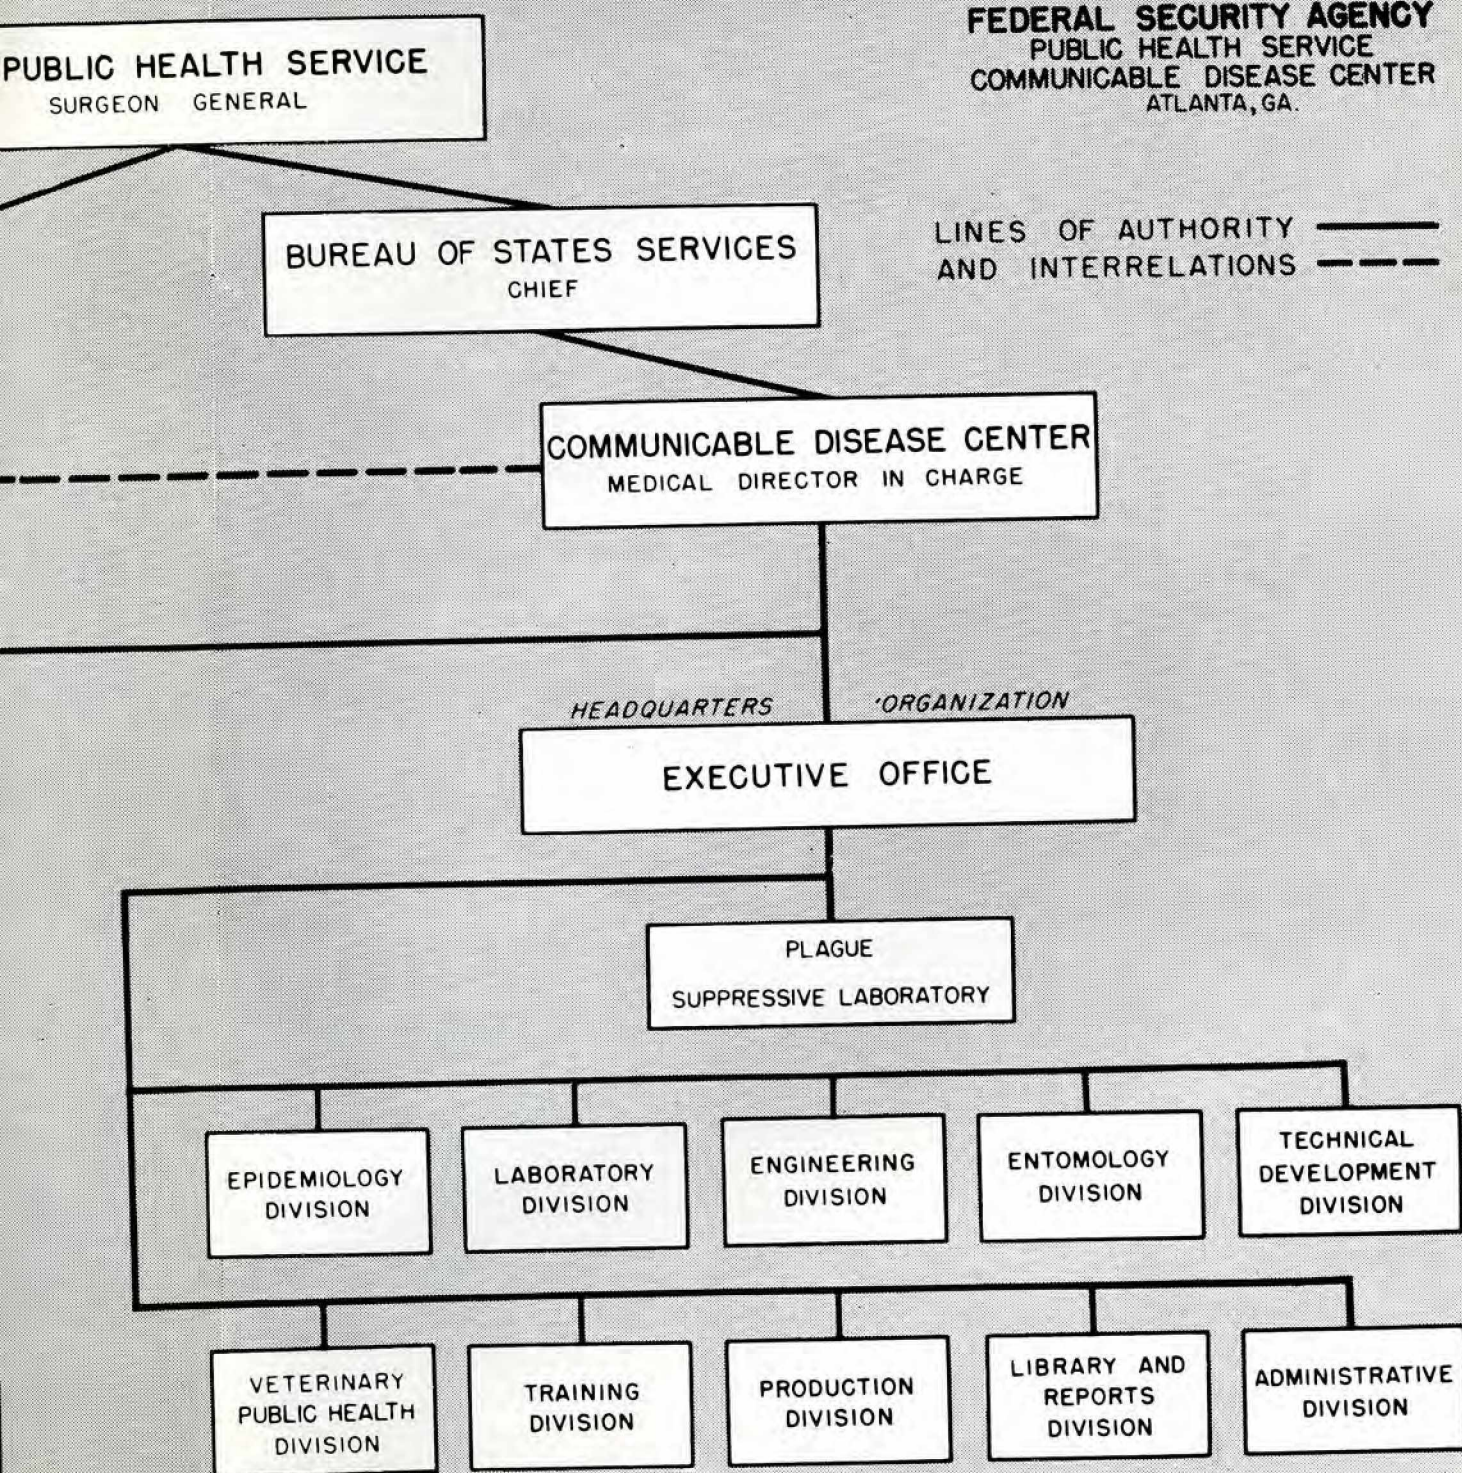 FEDERAL SECURITY AGENCY
PUBLIC HEALTH SERVICE
COMMUNICABLE DISEASE CENTER
ATLANTA, GA.
PUBLIC HEALTH SERVICE
SURGEON GENERAL
BUREAU OF STATES SERVICES
CHIEF
LINES OF AUTHORITY
AND INTERRELATIONS
COMMUNICABLE DISEASE CENTER
MEDICAL DIRECTOR IN CHARGE
HEADQUARTERS ORGANIZATION
EXECUTIVE OFFICE
PLAGUE
SUPPRESSIVE LABORATORY
EPIDEMIOLOGY
DIVISION
LABORATORY
DIVISION
ENGINEERING
DIVISION
ENTOMOLOGY
DIVISION
TECHNICAL
DEVELOPMENT
DIVISION
VETERINARY
PUBLIC HEALTH
DIVISION
TRAINING
DIVISION
PRODUCTION
DIVISION
LIBRARY AND
REPORTS
DIVISION
ADMINISTRATIVE
DIVISION